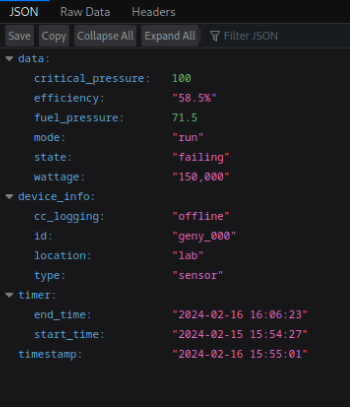 JSON Raw Data Headers
Save Copy Collapse All Expand All Filter JSON
data:
critical_pressure: 100
efficiency: "58.5%"
fuel_pressure: 71.5
mode: "run"
state: "failing"
wattage: "150,000"
device_info:
cc_logging: "offline"
id: "geny_000"
location: "lab"
type: "sensor"
timer:
end_time: "2024-02-16 16:06:23"
start_time: "2024-02-15 15:54:27"
timestamp: "2024-02-16 15:55:01"